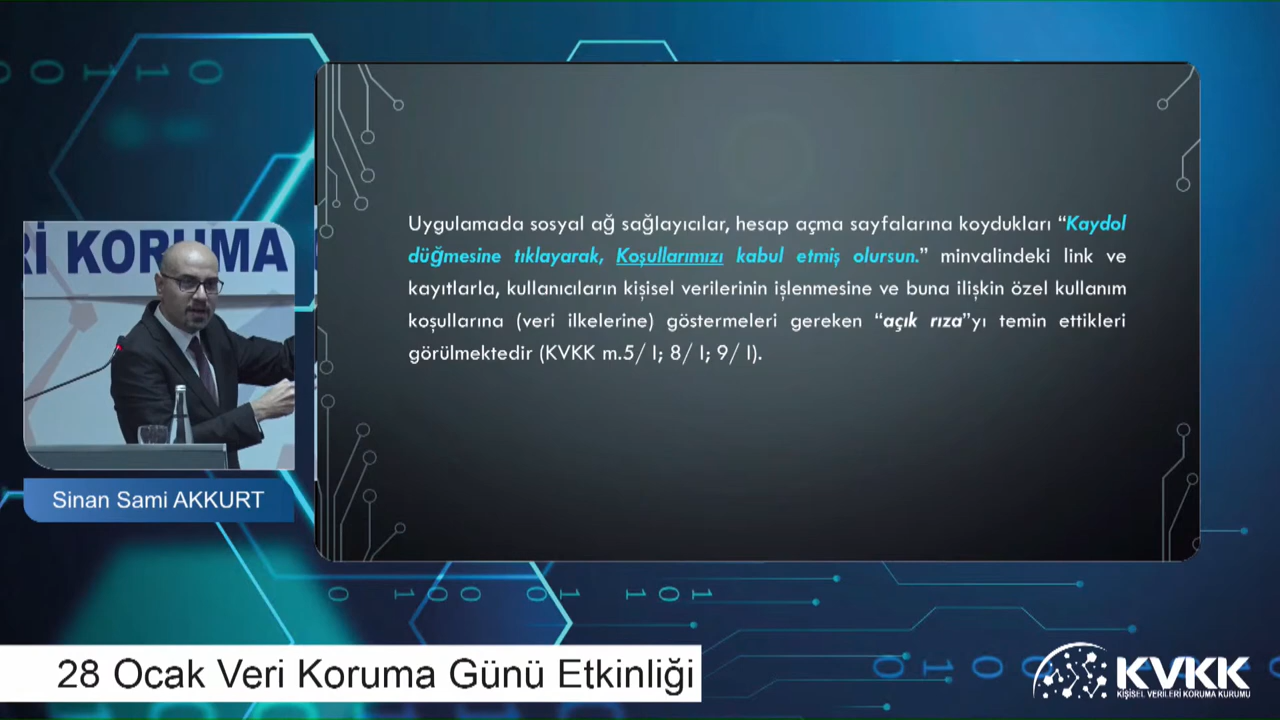 Uygulamada sosyal ağ sağlayıcılar, hesap açma sayfalarına koydukları “Kaydol
düğmesine tıklayarak, Koşullarımızı kabul etmiş olursun.” minvalindeki link ve
kayıtlarla, kullanıcıların kişisel verilerinin işlenmesine ve buna ilişkin özel kullanım
koşullarına (veri ilkelerine) göstermeleri gereken “açık rıza”yı temin ettikleri
görülmektedir (KVKK m.5/ I; 8/ I; 9/ I).
Rİ KORUMA
Sinan Sami AKKURT
28 Ocak Veri Koruma Günü Etkinliği
KVKK
KİŞİSEL VERİLERİ KORUMA KURUMU